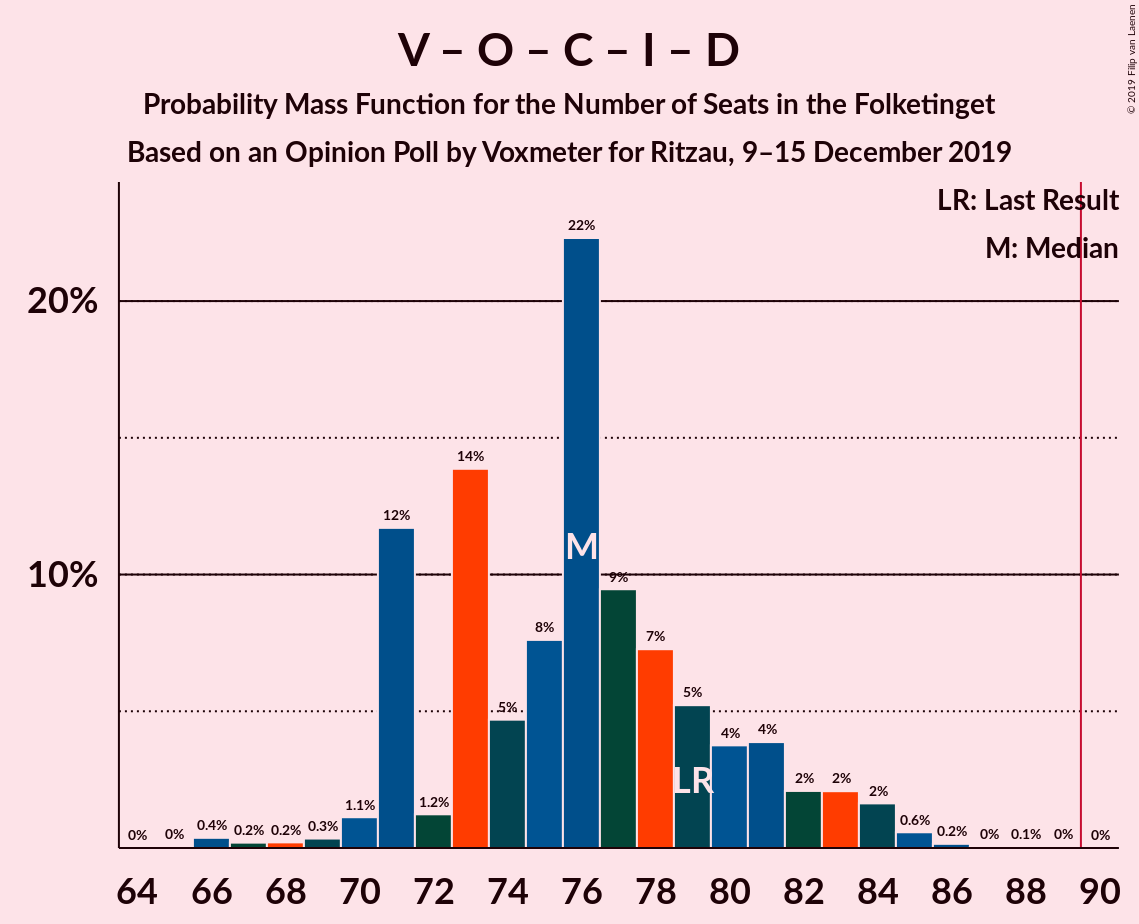 V – O – C – I – D
Probability Mass Function for the Number of Seats in the Folketinget
Based on an Opinion Poll by Voxmeter for Ritzau, 9–15 December 2019
© 2019 Filip van Laenen
LR: Last Result
M: Median
20%
10%
0% 0% 0.4% 0.2% 0.2% 0.3% 1.1% 12% 1.2% 14% 5% 8% 22% 9% 7% 5% 4% 4% 2% 2% 2% 0.6% 0.2% 0% 0.1% 0% 0%
M
LR
64 66 68 70 72 74 76 78 80 82 84 86 88 90